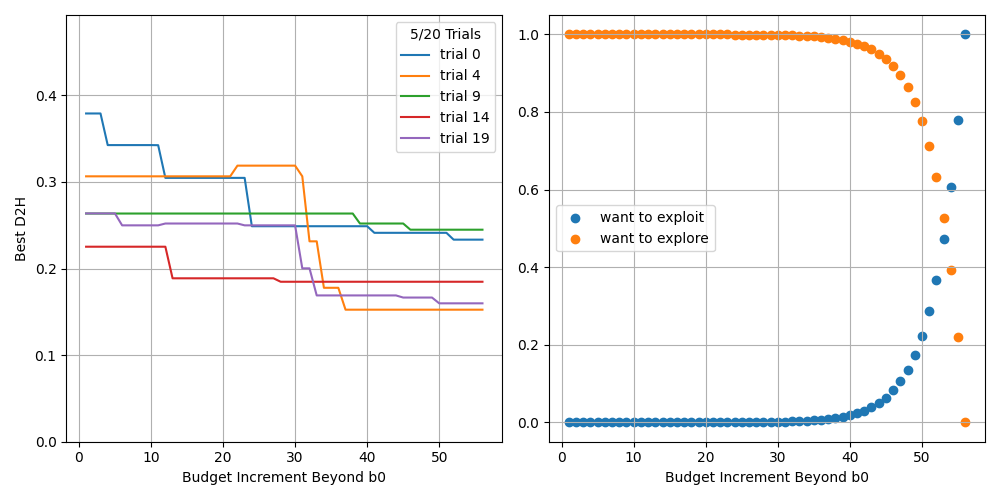 5/20 Trials
trial 0
trial 4
trial 9
trial 14
trial 19
Best D2H
0.4
0.3
0.2
0.1
0.0
0
10
20
30
40
50
Budget Increment Beyond b0
1.0
0.8
0.6
0.4
0.2
0.0
want to exploit
want to explore
0
10
20
30
40
50
Budget Increment Beyond b0